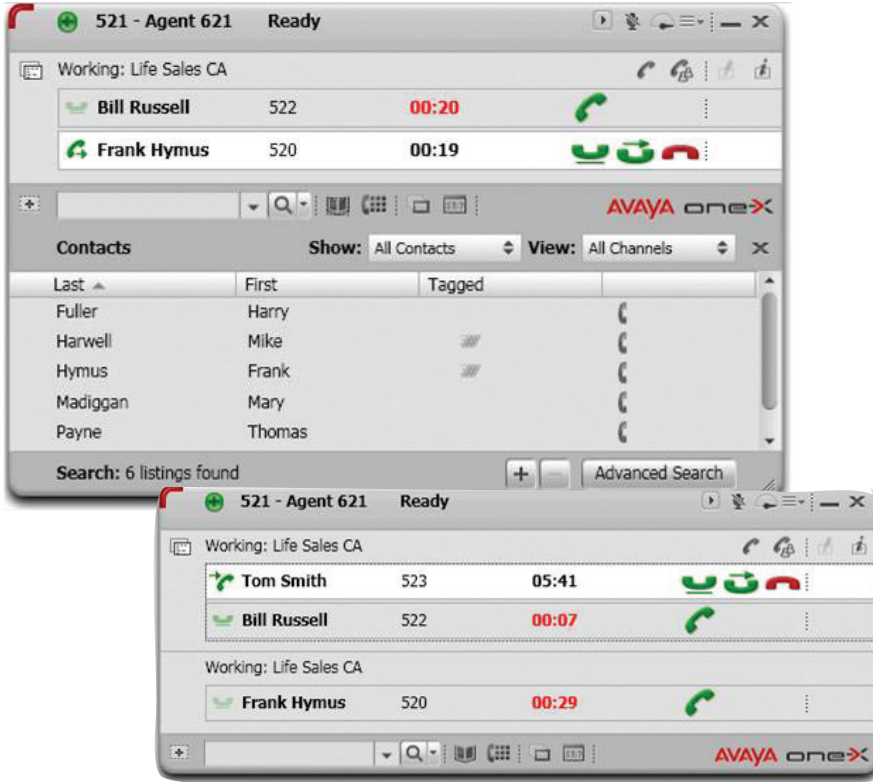 521 - Agent 621 Ready
Working: Life Sales CA
Bill Russell 522 00:20
Frank Hymus 520 00:19
AVAYA one-X
Contacts Show: All Contacts View: All Channels
Last First Tagged
Fuller Harry
Harwell Mike
Hymus Frank
Madiggan Mary
Payne Thomas
Search: 6 listings found Advanced Search
521 - Agent 621 Ready
Working: Life Sales CA
Tom Smith 523 05:41
Bill Russell 522 00:07
Working: Life Sales CA
Frank Hymus 520 00:29
AVAYA one-X